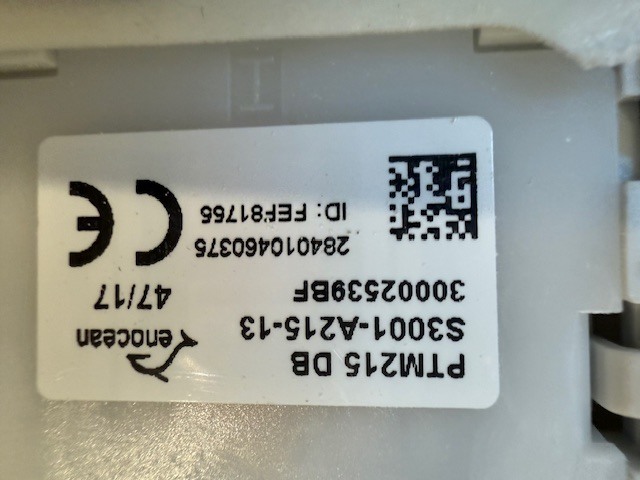 PTM215 DB
S3001-A215-13
30002539BF
284010460375
ID: FEF81765
enocean
47/17
CE